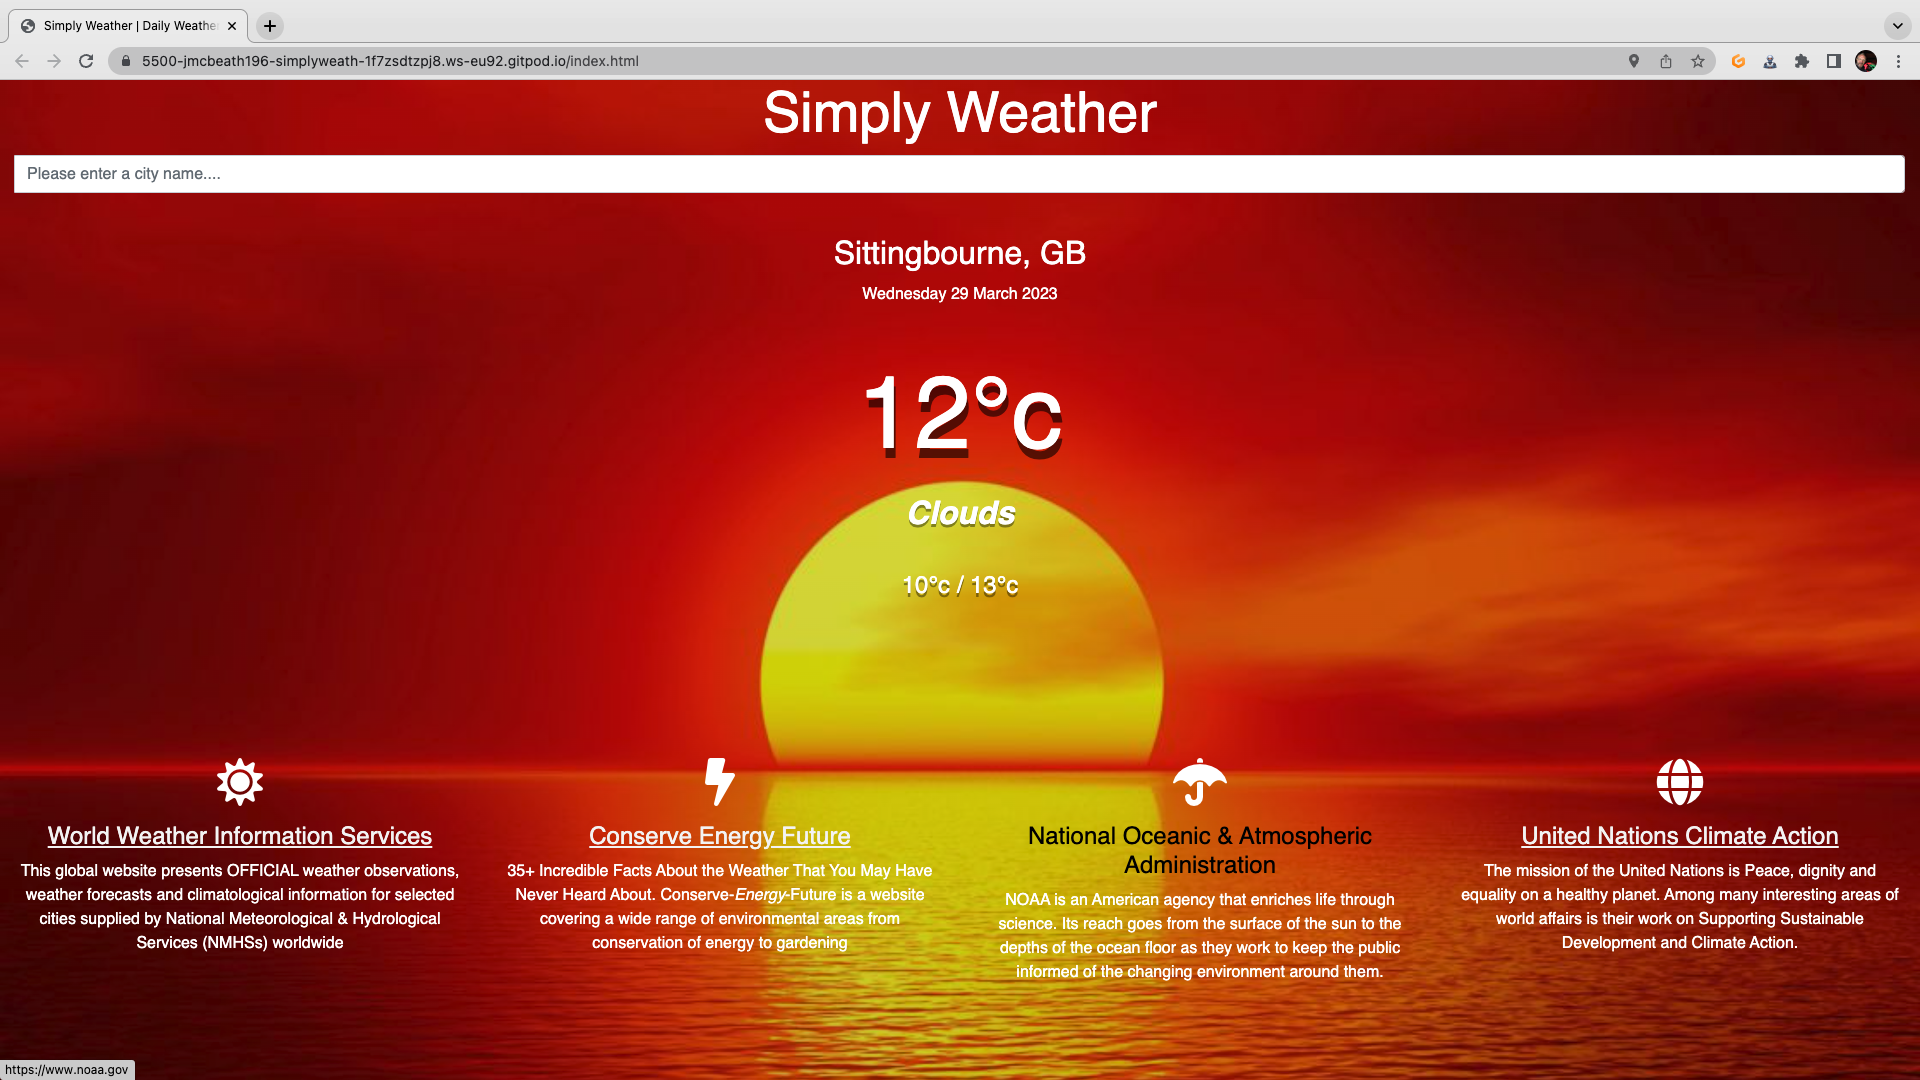 Simply Weather | Daily Weathe
5500-jmcbeath196-simplyweath-1f7zsdtzpj8.ws-eu92.gitpod.io/index.html
Simply Weather
Please enter a city name....
Sittingbourne, GB
Wednesday 29 March 2023
12°c
Clouds
10°c / 13°c
World Weather Information Services
This global website presents OFFICIAL weather observations,
weather forecasts and climatological information for selected
cities supplied by National Meteorological & Hydrological
Services (NMHSs) worldwide
Conserve Energy Future
35+ Incredible Facts About the Weather That You May Have
Never Heard About. Conserve-Energy-Future is a website
covering a wide range of environmental areas from
conservation of energy to gardening
National Oceanic & Atmospheric
Administration
NOAA is an American agency that enriches life through
science. Its reach goes from the surface of the sun to the
depths of the ocean floor as they work to keep the public
informed of the changing environment around them.
United Nations Climate Action
The mission of the United Nations is Peace, dignity and
equality on a healthy planet. Among many interesting areas of
world affairs is their work on Supporting Sustainable
Development and Climate Action.
https://www.noaa.gov